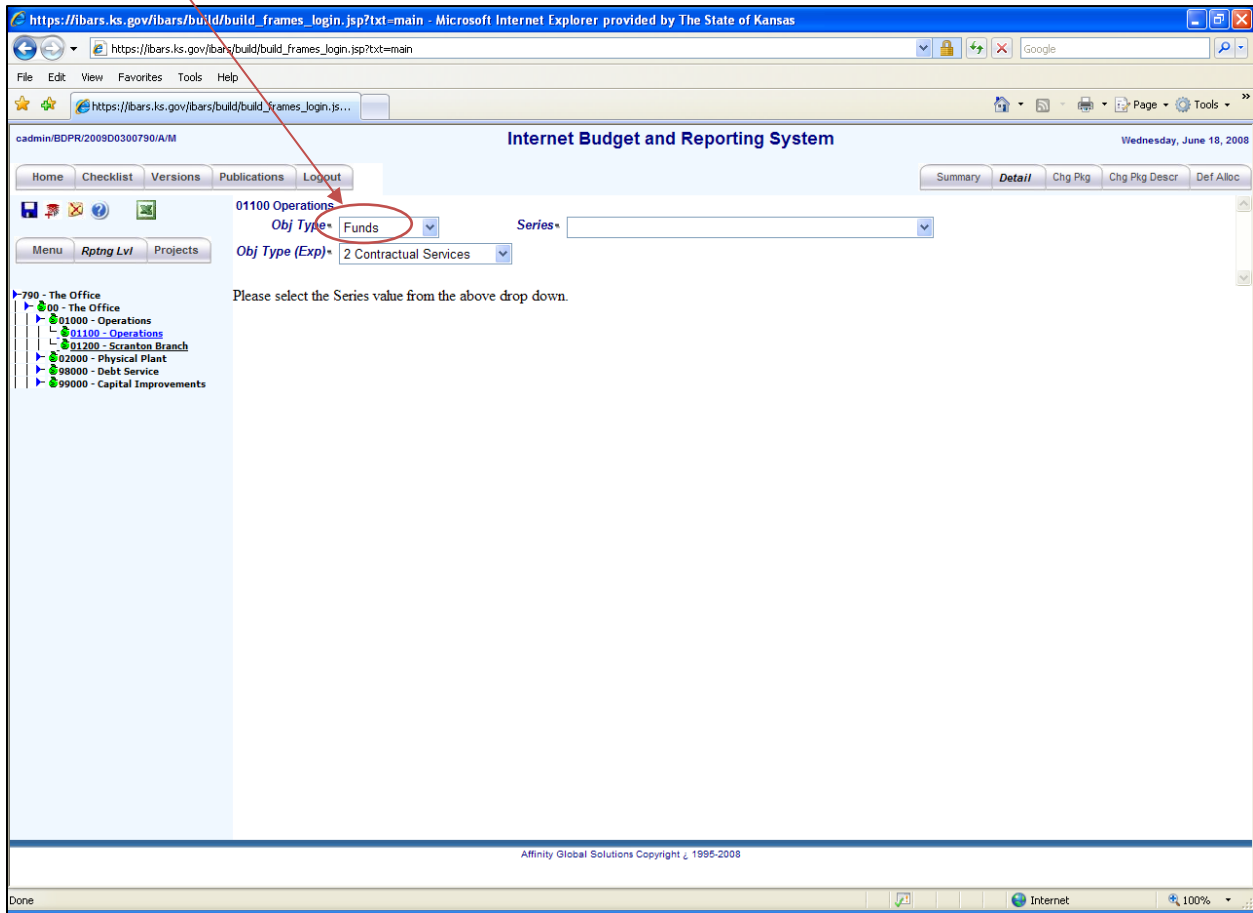 https://ibars.ks.gov/ibars/build/build_frames_login.jsp?txt=main - Microsoft Internet Explorer provided by The State of Kansas
https://ibars.ks.gov/ibars/build/build_frames_login.jsp?txt=main
Google
File Edit View Favorites Tools Help
https://ibars.ks.gov/ibars/build/build_frames_login.js...
Page Tools »
cadmin/BDPR/2009D0300790/A/M
Internet Budget and Reporting System
Wednesday, June 18, 2008
Home Checklist Versions Publications Logout
Summary Detail Chg Pkg Chg Pkg Descr Def Alloc
01100 Operations
Obj Type* Funds Series*
Menu Rptng Lvl Projects
Obj Type (Exp)* 2 Contractual Services
Please select the Series value from the above drop down.
790 - The Office
00 - The Office
01000 - Operations
01100 - Operations
01200 - Scranton Branch
02000 - Physical Plant
98000 - Debt Service
99000 - Capital Improvements
Affinity Global Solutions Copyright ¿ 1995-2008
Done Internet 100%